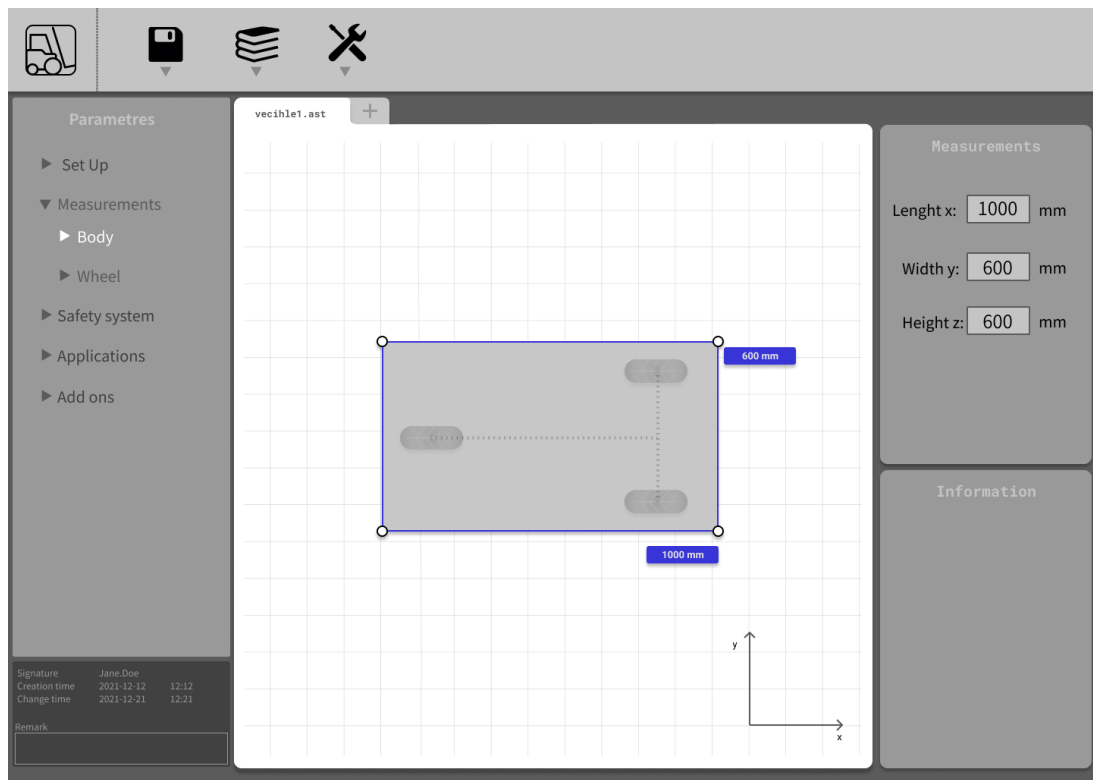 Parametres
Set Up
Measurements
Body
Wheel
Safety system
Applications
Add ons
Signature Jane.Doe
Creation time 2021-12-12 12:12
Change time 2021-12-21 12:21
Remark
vecihle1.ast
600 mm
1000 mm
y
x
Measurements
Lenght x: 1000 mm
Width y: 600 mm
Height z: 600 mm
Information